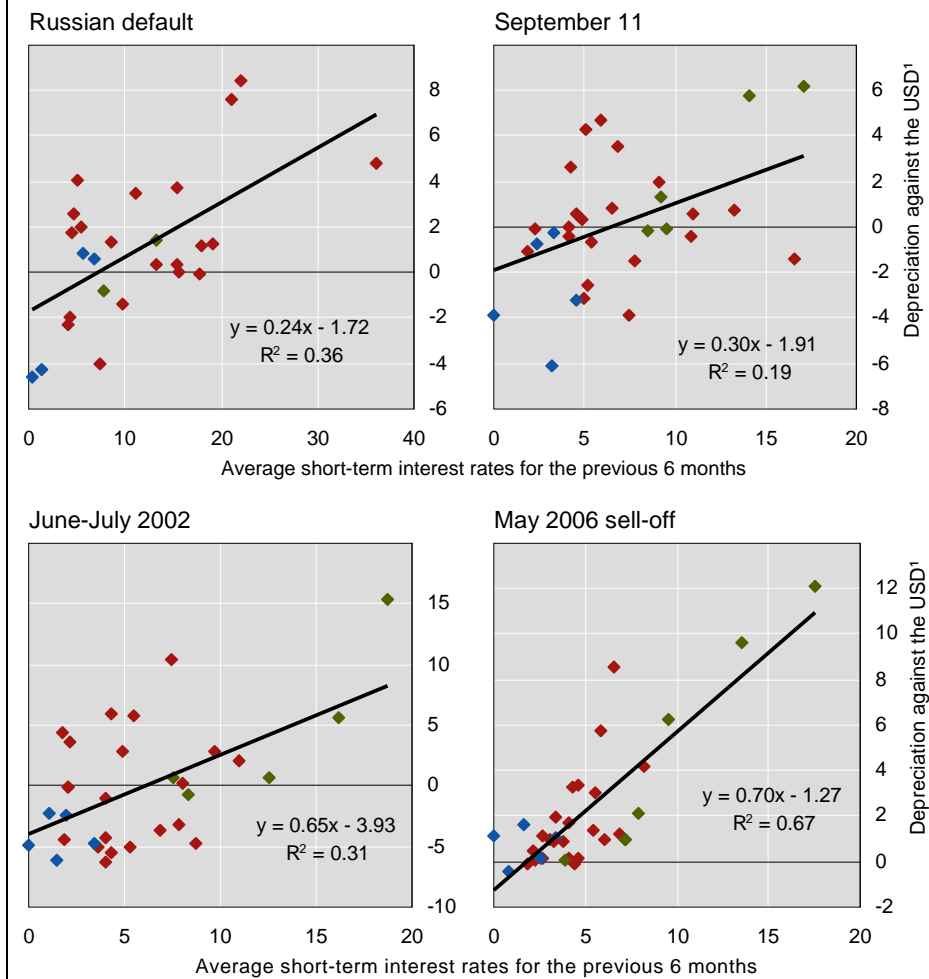 Russian default
8
6
4
2
0
-2
-4
-6
y = 0.24x - 1.72
R² = 0.36
0 10 20 30 40
September 11
6
4
2
0
-2
-4
-6
-8
Depreciation against the USD¹
y = 0.30x - 1.91
R² = 0.19
0 5 10 15 20
Average short-term interest rates for the previous 6 months
June-July 2002
15
10
5
0
-5
-10
y = 0.65x - 3.93
R² = 0.31
0 5 10 15 20
May 2006 sell-off
12
10
8
6
4
2
0
-2
Depreciation against the USD¹
y = 0.70x - 1.27
R² = 0.67
0 5 10 15 20
Average short-term interest rates for the previous 6 months